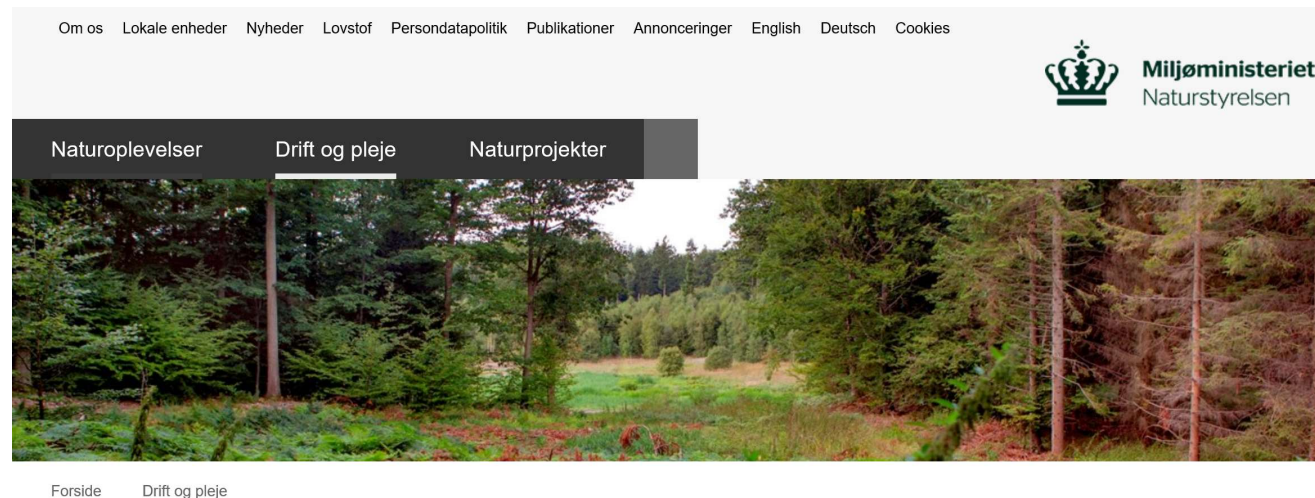 Om os Lokale enheder Nyheder Lovstof Persondatapolitik Publikationer Annonceringer English Deutsch Cookies
Miljøministeriet
Naturstyrelsen
Naturoplevelser Drift og pleje Naturprojekter
Forside Drift og pleje